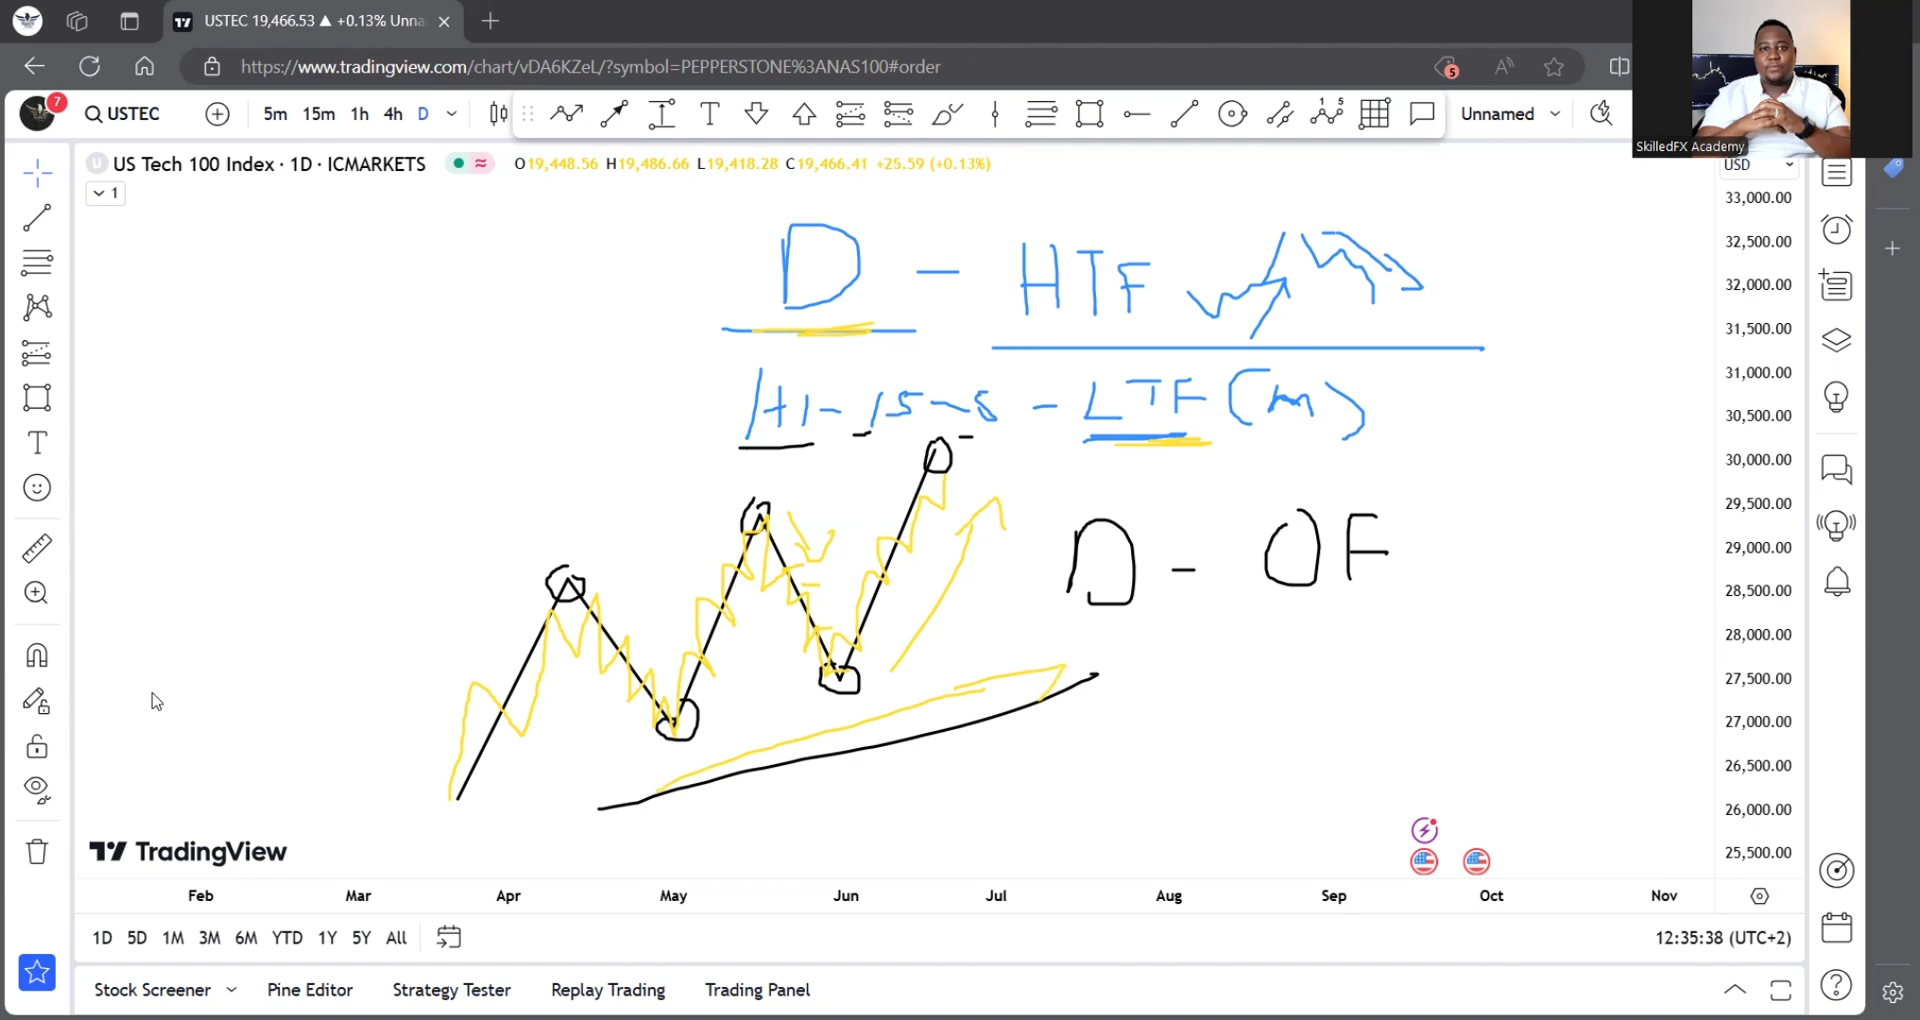 USTEC 19,466.53 ▲ +0.13% Unna
https://www.tradingview.com/chart/vDA6KZeL/?symbol=PEPPERSTONE%3ANAS100#order
5
7
USTEC 5m 15m 1h 4h D
1 5
Unnamed
SkilledFX Academy
U US Tech 100 Index · 1D · ICMARKETS O19,448.56 H19,486.66 L19,418.28 C19,466.41 +25.59 (+0.13%)
USD
1
33,000.00
32,500.00
32,000.00
31,500.00
31,000.00
30,500.00
30,000.00
29,500.00
29,000.00
28,500.00
28,000.00
27,500.00
27,000.00
26,500.00
26,000.00
25,500.00
D - HTF
H1 - 15 - 5 - LTF (m)
D - OF
TradingView
Feb Mar Apr May Jun Jul Aug Sep Oct Nov
1D 5D 1M 3M 6M YTD 1Y 5Y All
12:35:38 (UTC+2)
Stock Screener Pine Editor Strategy Tester Replay Trading Trading Panel